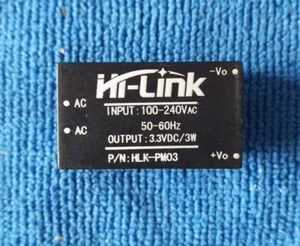 -Vo
Hi-Link
AC
INPUT:100-240VAC
AC
50-60Hz
OUTPUT:3.3VDC/3W
P/N:HLK-PM03
+Vo